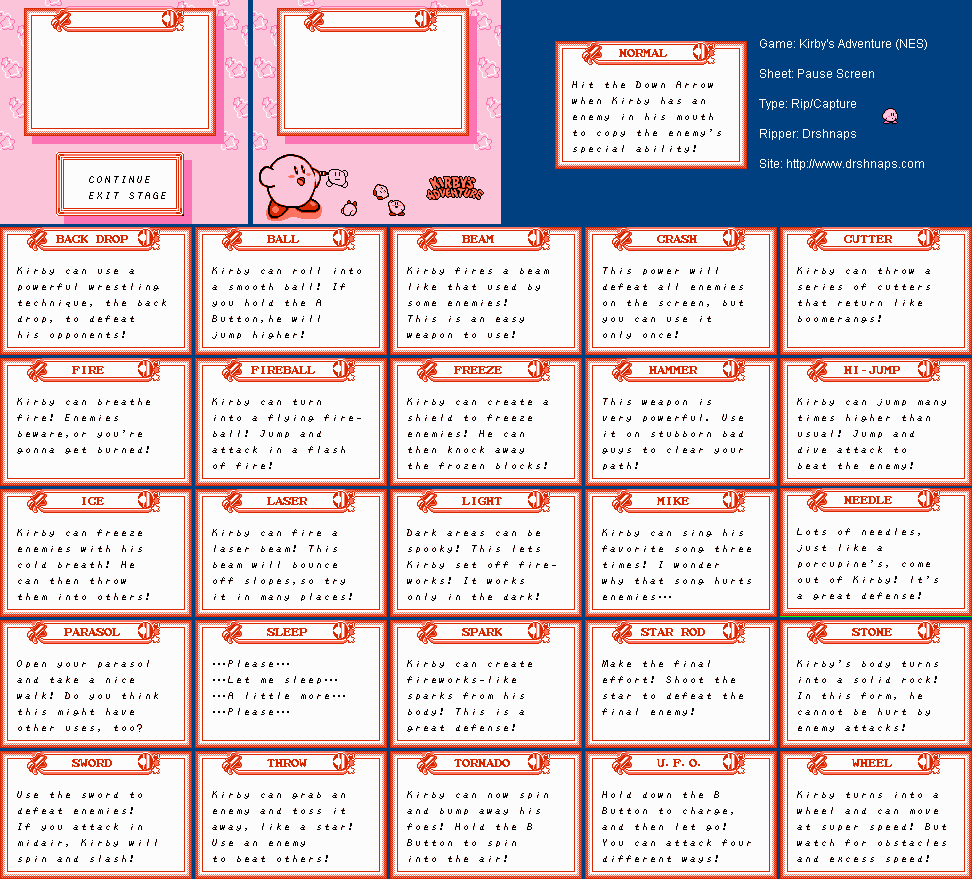 CONTINUE
EXIT STAGE
KIRBY'S
ADVENTURE
NORMAL
Hit the Down Arrow
when Kirby has an
enemy in his mouth
to copy the enemy's
special ability!
Game: Kirby's Adventure (NES)
Sheet: Pause Screen
Type: Rip/Capture
Ripper: Drshnaps
Site: http://www.drshnaps.com
BACK DROP
Kirby can use a
powerful wrestling
technique, the back
drop, to defeat
his opponents!
BALL
Kirby can roll into
a smooth ball! If
you hold the A
Button,he will
jump higher!
BEAM
Kirby fires a beam
like that used by
some enemies!
This is an easy
weapon to use!
CRASH
This power will
defeat all enemies
on the screen, but
you can use it
only once!
CUTTER
Kirby can throw a
series of cutters
that return like
boomerangs!
FIRE
Kirby can breathe
fire! Enemies
beware,or you're
gonna get burned!
FIREBALL
Kirby can turn
into a flying fire-
ball! Jump and
attack in a flash
of fire!
FREEZE
Kirby can create a
shield to freeze
enemies! He can
then knock away
the frozen blocks!
HAMMER
This weapon is
very powerful. Use
it on stubborn bad
guys to clear your
path!
HI-JUMP
Kirby can jump many
times higher than
usual! Jump and
dive attack to
beat the enemy!
ICE
Kirby can freeze
enemies with his
cold breath! He
can then throw
them into others!
LASER
Kirby can fire a
laser beam! This
beam will bounce
off slopes,so try
it in many places!
LIGHT
Dark areas can be
spooky! This lets
Kirby set off fire-
works! It works
only in the dark!
MIKE
Kirby can sing his
favorite song three
times! I wonder
why that song hurts
enemies···
NEEDLE
Lots of needles,
just like a
porcupine's, come
out of Kirby! It's
a great defense!
PARASOL
Open your parasol
and take a nice
walk! Do you think
this might have
other uses, too?
SLEEP
···Please···
···Let me sleep···
···A little more···
···Please···
SPARK
Kirby can create
fireworks-like
sparks from his
body! This is a
great defense!
STAR ROD
Make the final
effort! Shoot the
star to defeat the
final enemy!
STONE
Kirby's body turns
into a solid rock!
In this form, he
cannot be hurt by
enemy attacks!
SWORD
Use the sword to
defeat enemies!
If you attack in
midair, Kirby will
spin and slash!
THROW
Kirby can grab an
enemy and toss it
away, like a star!
Use an enemy
to beat others!
TORNADO
Kirby can now spin
and bump away his
foes! Hold the B
Button to spin
into the air!
U.F.O.
Hold down the B
Button to charge,
and then let go!
You can attack four
different ways!
WHEEL
Kirby turns into a
wheel and can move
at super speed! But
watch for obstacles
and excess speed!